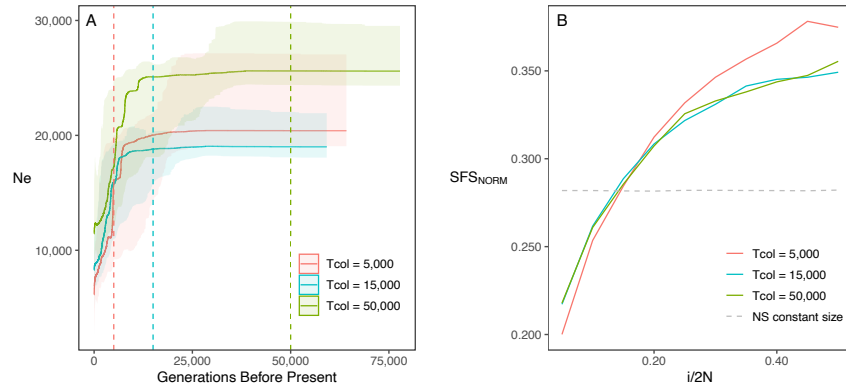 A
30,000
20,000
10,000
Ne
0
25,000
50,000
75,000
Generations Before Present
Tcol = 5,000
Tcol = 15,000
Tcol = 50,000
B
0.350
0.300
0.250
0.200
SFSNORM
0.20
0.40
i/2N
Tcol = 5,000
Tcol = 15,000
Tcol = 50,000
NS constant size